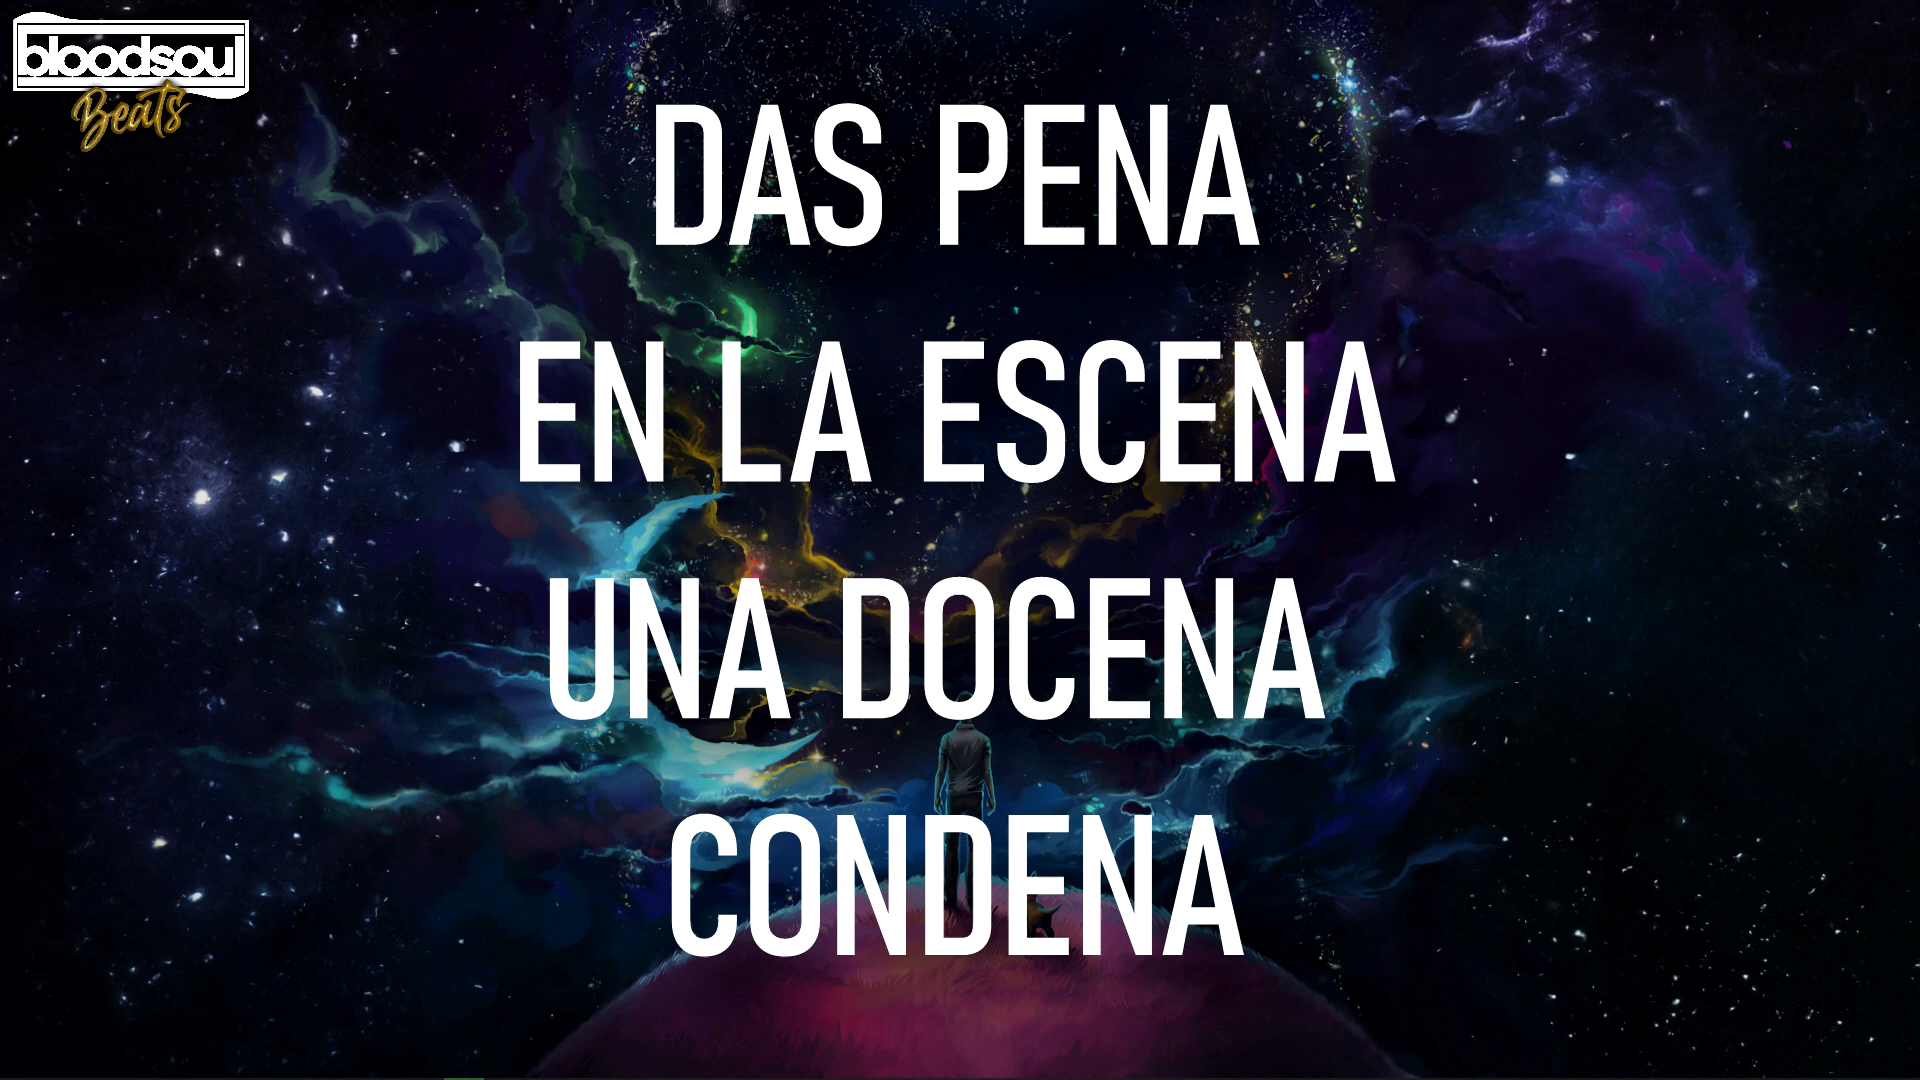 bloodsoul
Beats
DAS PENA
EN LA ESCENA
UNA DOCENA
CONDENA